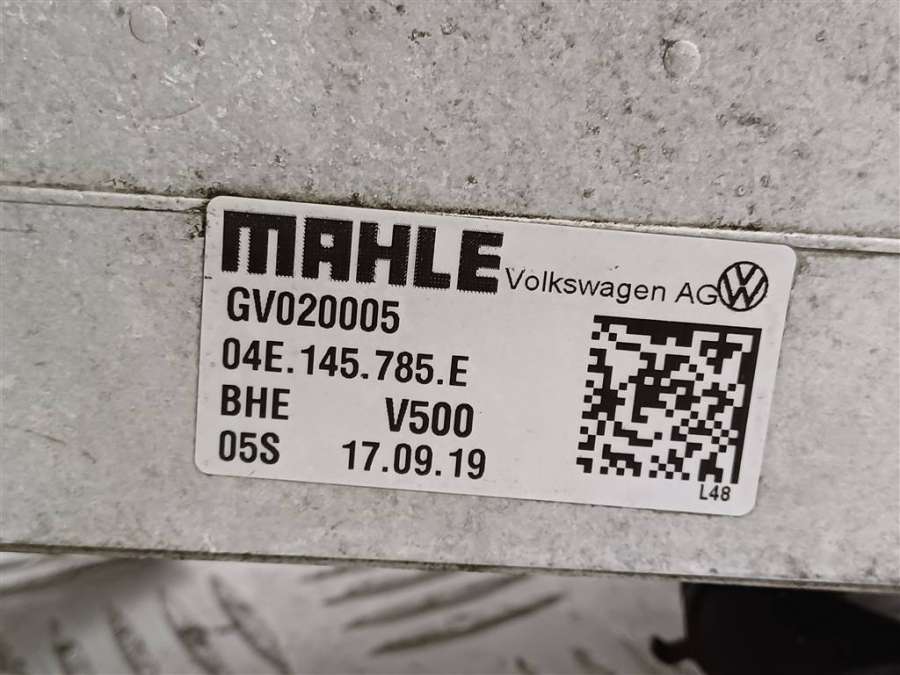 MAHLE Volkswagen AG
GV020005
04E.145.785.E
BHE V500
05S 17.09.19
L48